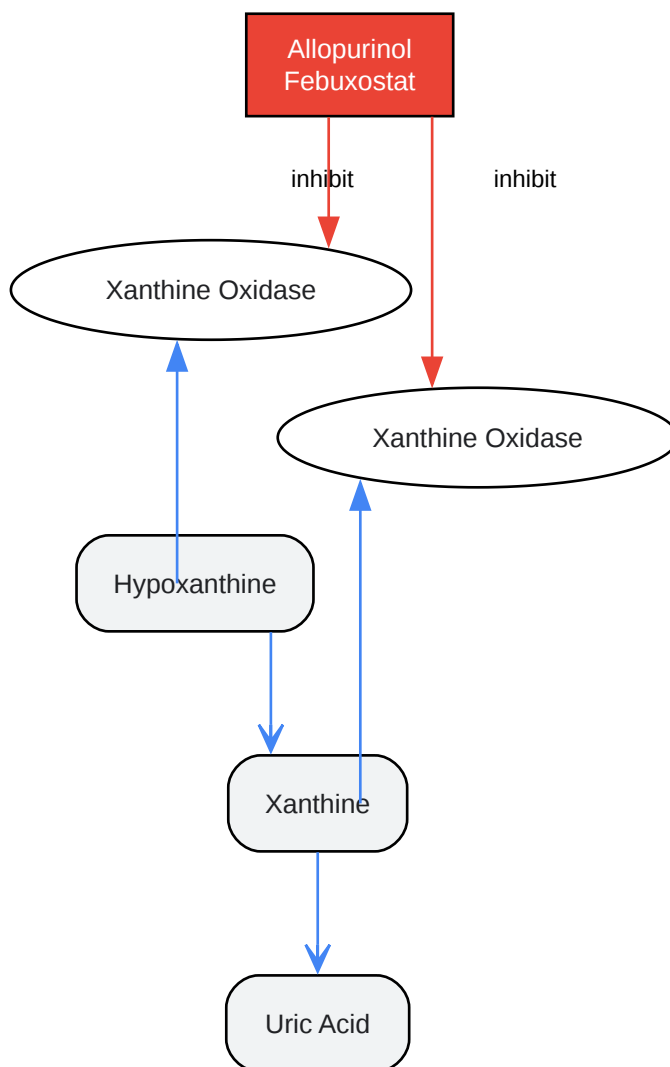 Allopurinol
Febuxostat
inhibit
inhibit
Xanthine Oxidase
Xanthine Oxidase
Hypoxanthine
Xanthine
Uric Acid